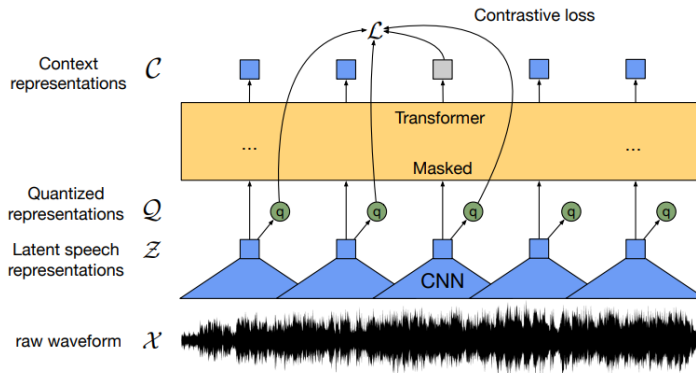 Contrastive loss
ℒ
Context
representations 𝒞
Transformer
... ...
Masked
Quantized
representations 𝒬
q q q q q
Latent speech
representations 𝒵
CNN
raw waveform 𝒳